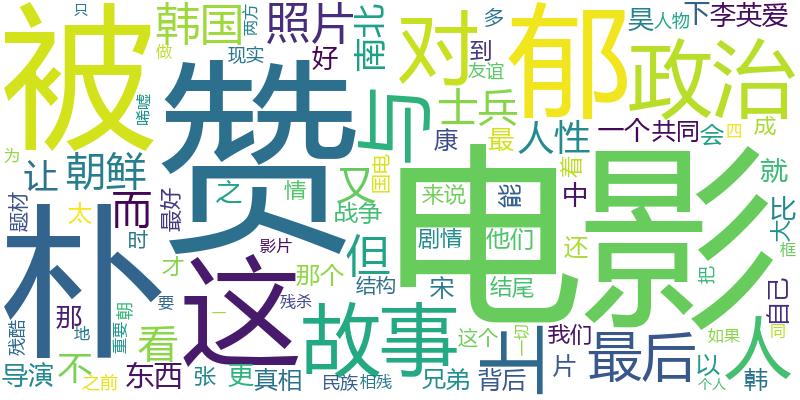 被
韩国
照片
南北
对
郁
多
昊
人物
下
李英爱
只
两方
现实
做
好
到
友谊
政治
赞
与
士兵
唏嘘
康
最
人性
一个
共同
会
成
四
为
让
朝鲜
而
又
国电
着
中
就
题材
最好
太
之
情
战争
来说
能
电影
大民
朴
时
这
但
剧情
他们
还
框
才
影片
那个
结构
宋
结尾
把
自己
那
地
重要
朝
要
残杀
一
故事
这个
一切
上
我们
最后
人
如果
同
残酷
看
不
导演
之前
东西
张
更
真相
民族
相残
兄弟
背后
片
以
个人
韩